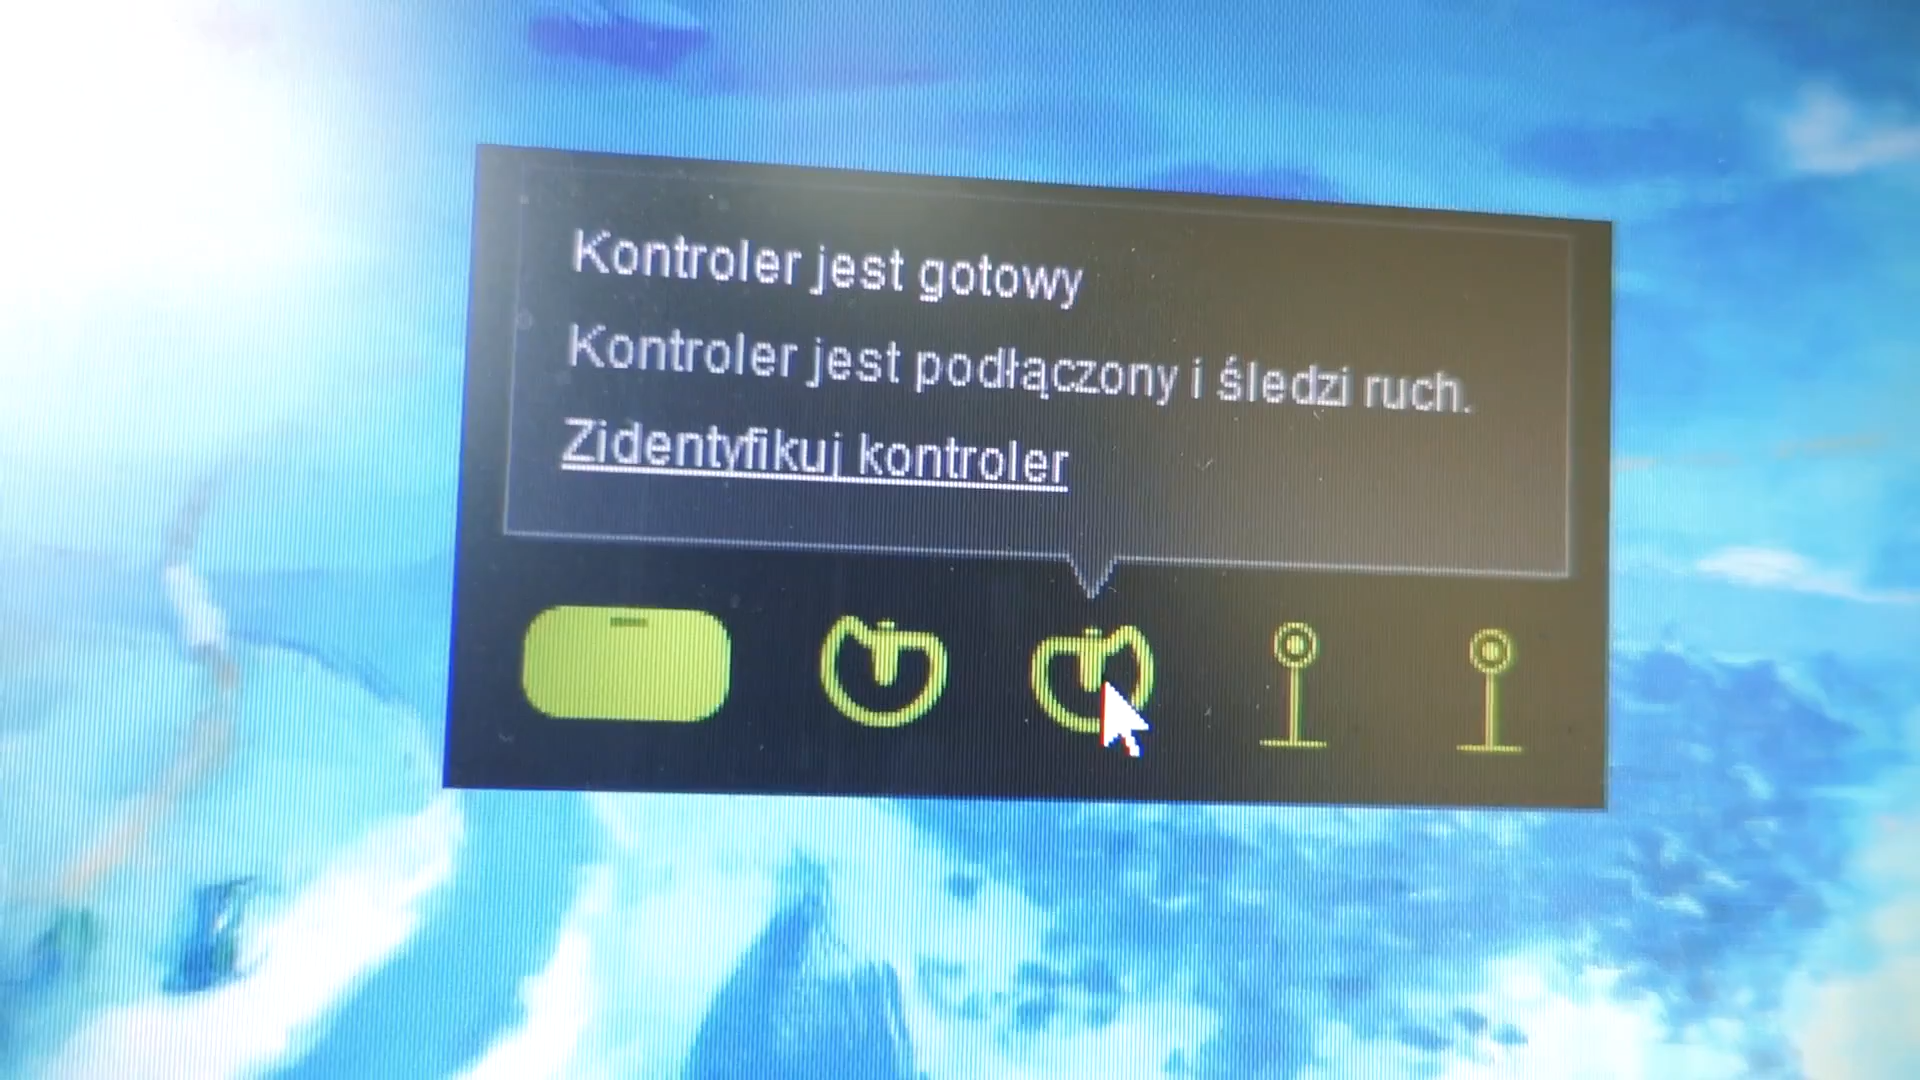 Kontroler jest gotowy
Kontroler jest podłączony i śledzi ruch.
Zidentyfikuj kontroler